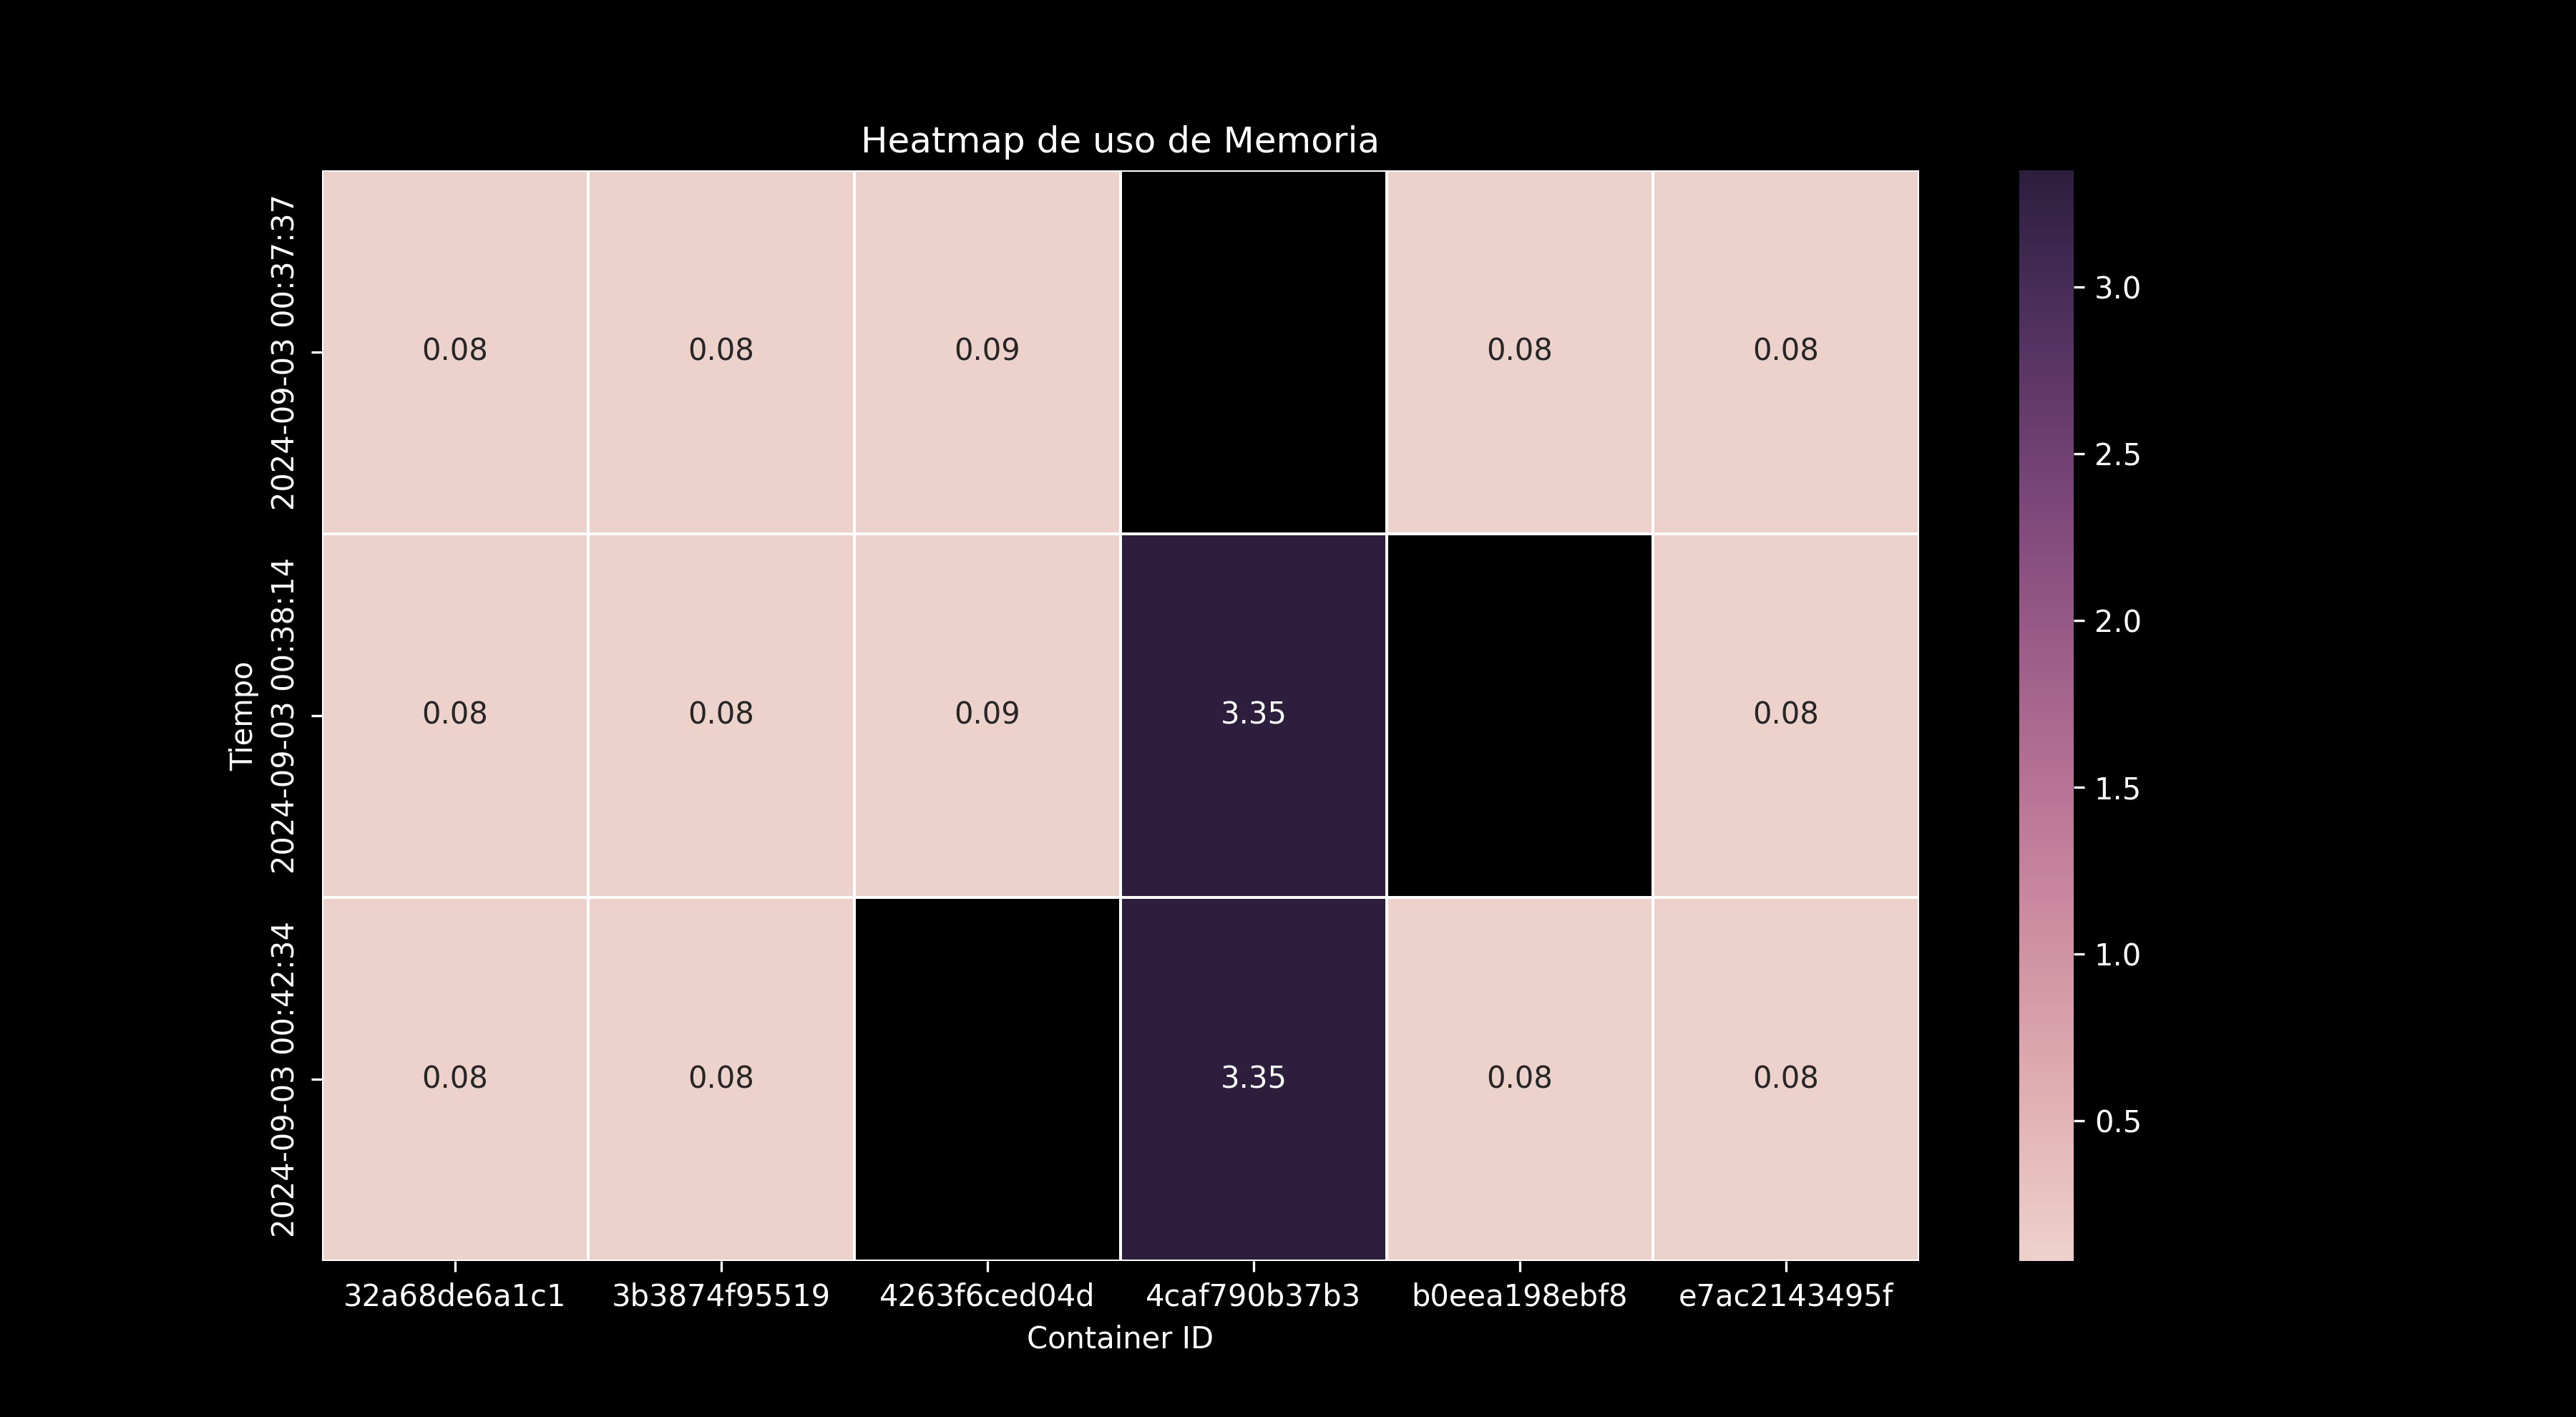 Heatmap de uso de Memoria
Tiempo
2024-09-03 00:37:37
0.08 0.08 0.09 0.08 0.08
2024-09-03 00:38:14
0.08 0.08 0.09 3.35 0.08
2024-09-03 00:42:34
0.08 0.08 3.35 0.08 0.08
32a68de6a1c1 3b3874f95519 4263f6ced04d 4caf790b37b3 b0eea198ebf8 e7ac2143495f
Container ID
3.0
2.5
2.0
1.5
1.0
0.5